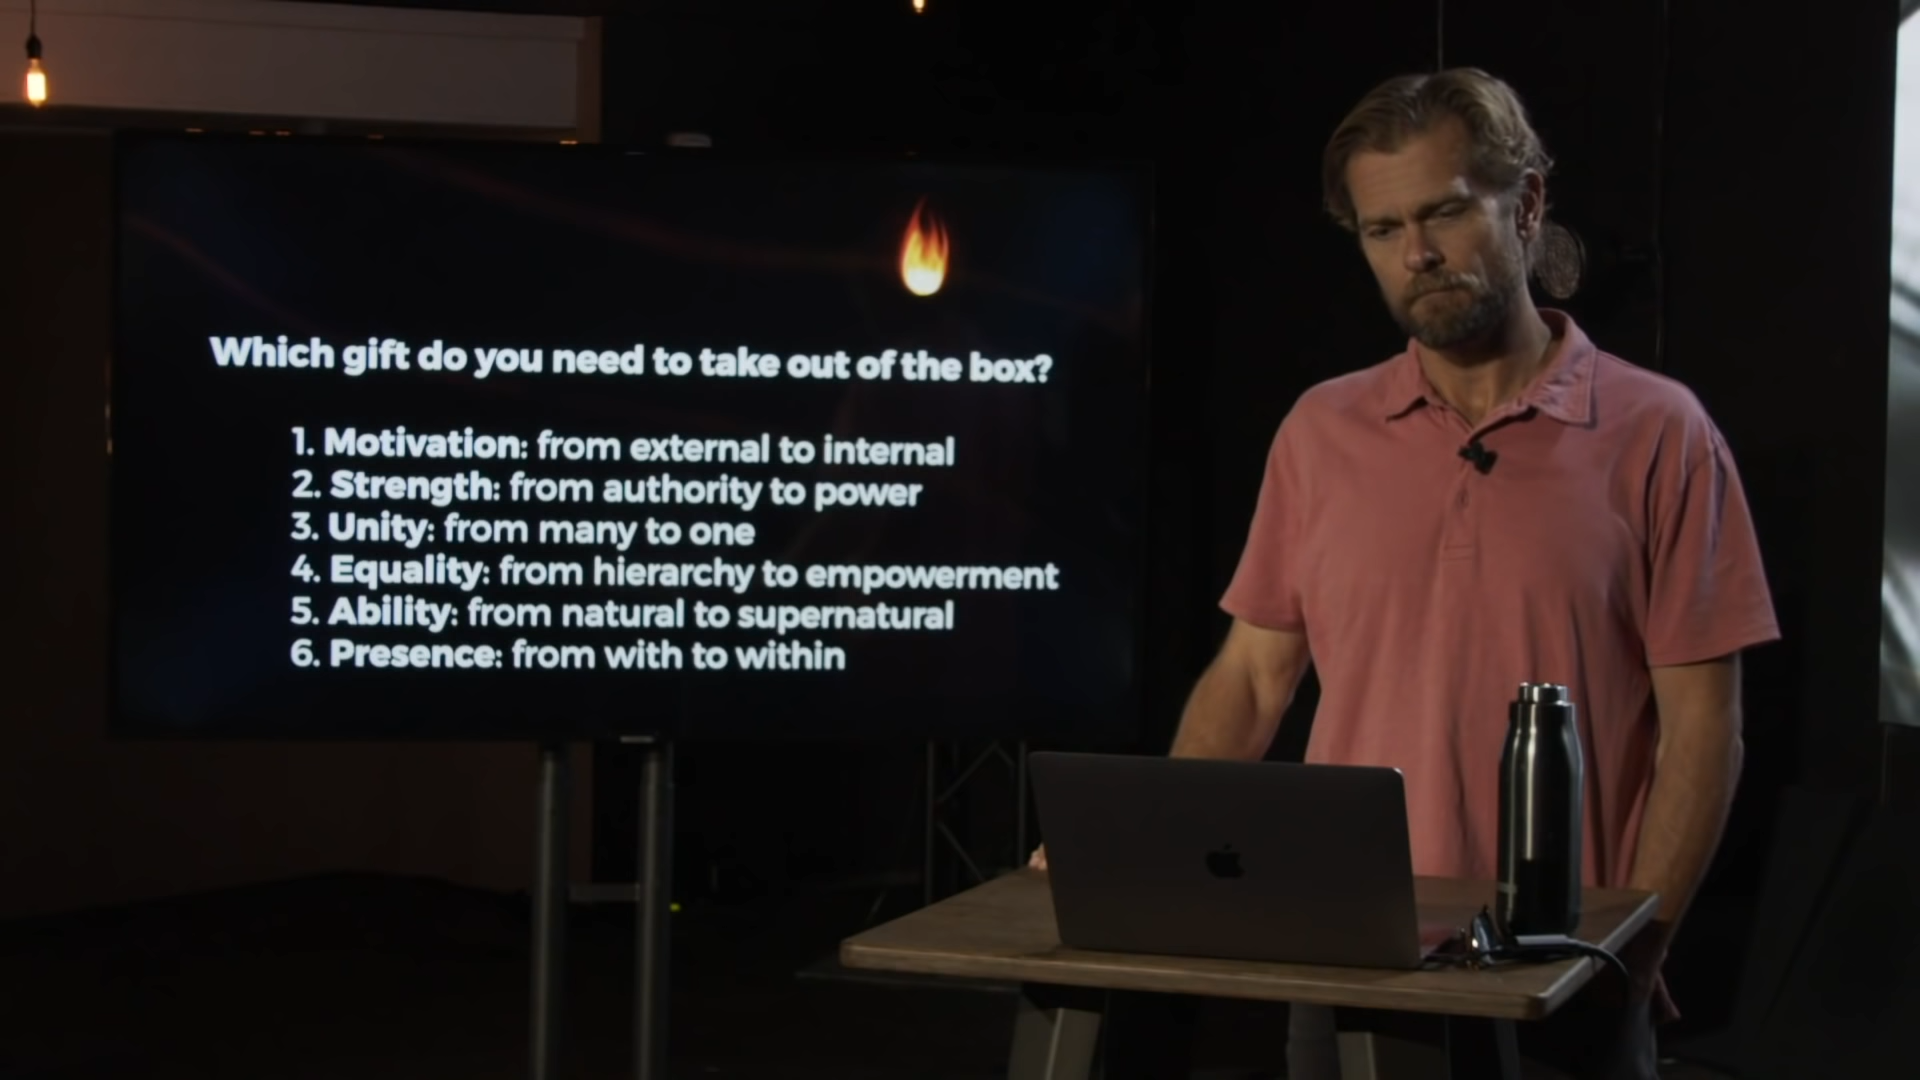 Which gift do you need to take out of the box?
1. Motivation: from external to internal
2. Strength: from authority to power
3. Unity: from many to one
4. Equality: from hierarchy to empowerment
5. Ability: from natural to supernatural
6. Presence: from with to within